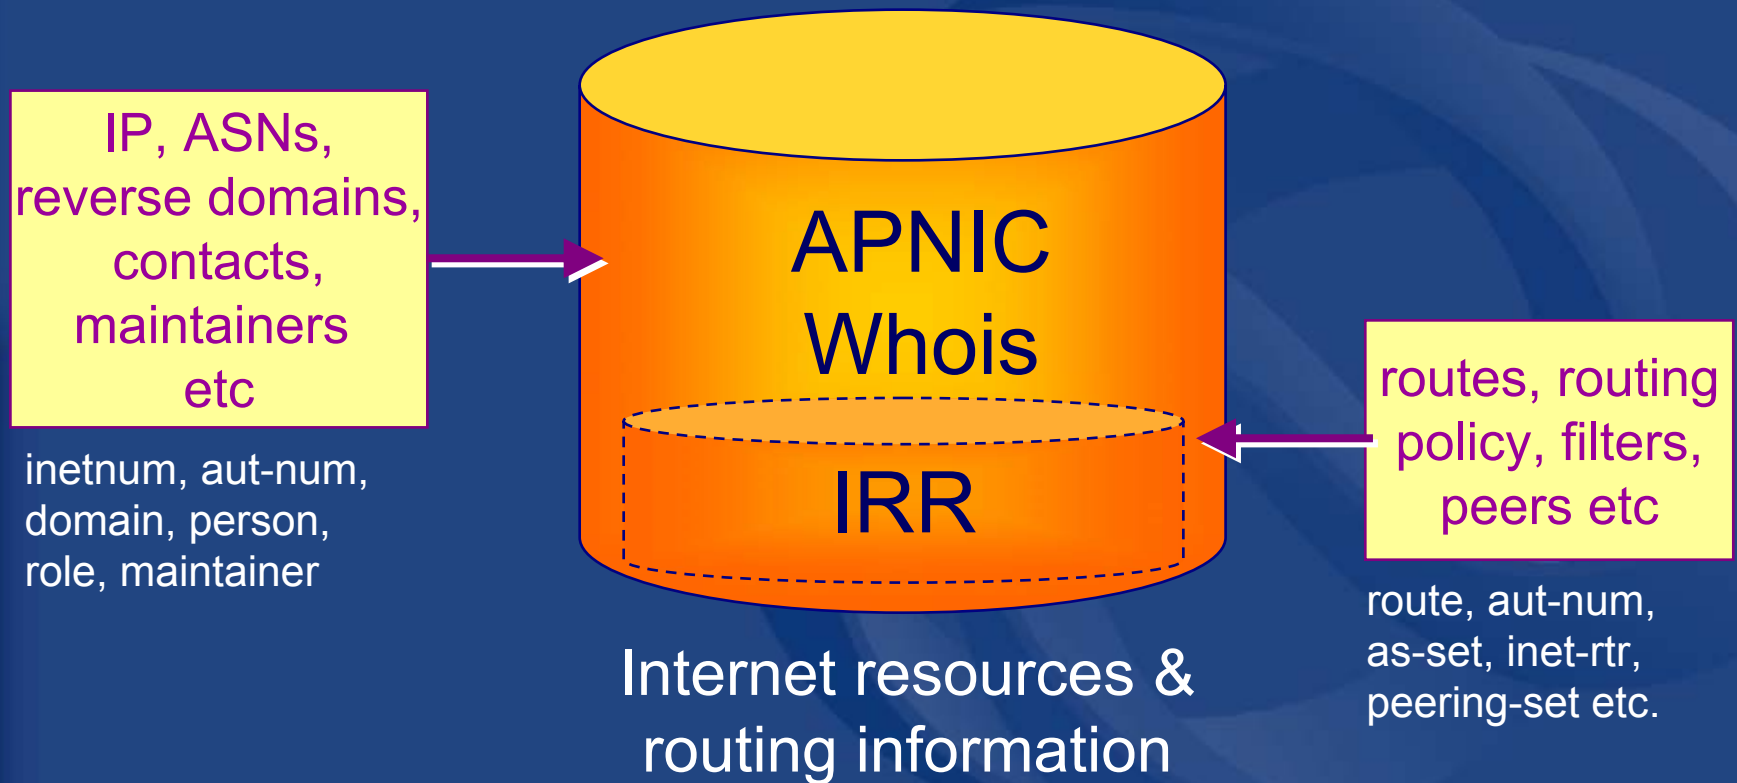 IP, ASNs,
reverse domains,
contacts,
maintainers
etc
inetnum, aut-num,
domain, person,
role, maintainer
APNIC
Whois
IRR
Internet resources &
routing information
routes, routing
policy, filters,
peers etc
route, aut-num,
as-set, inet-rtr,
peering-set etc.